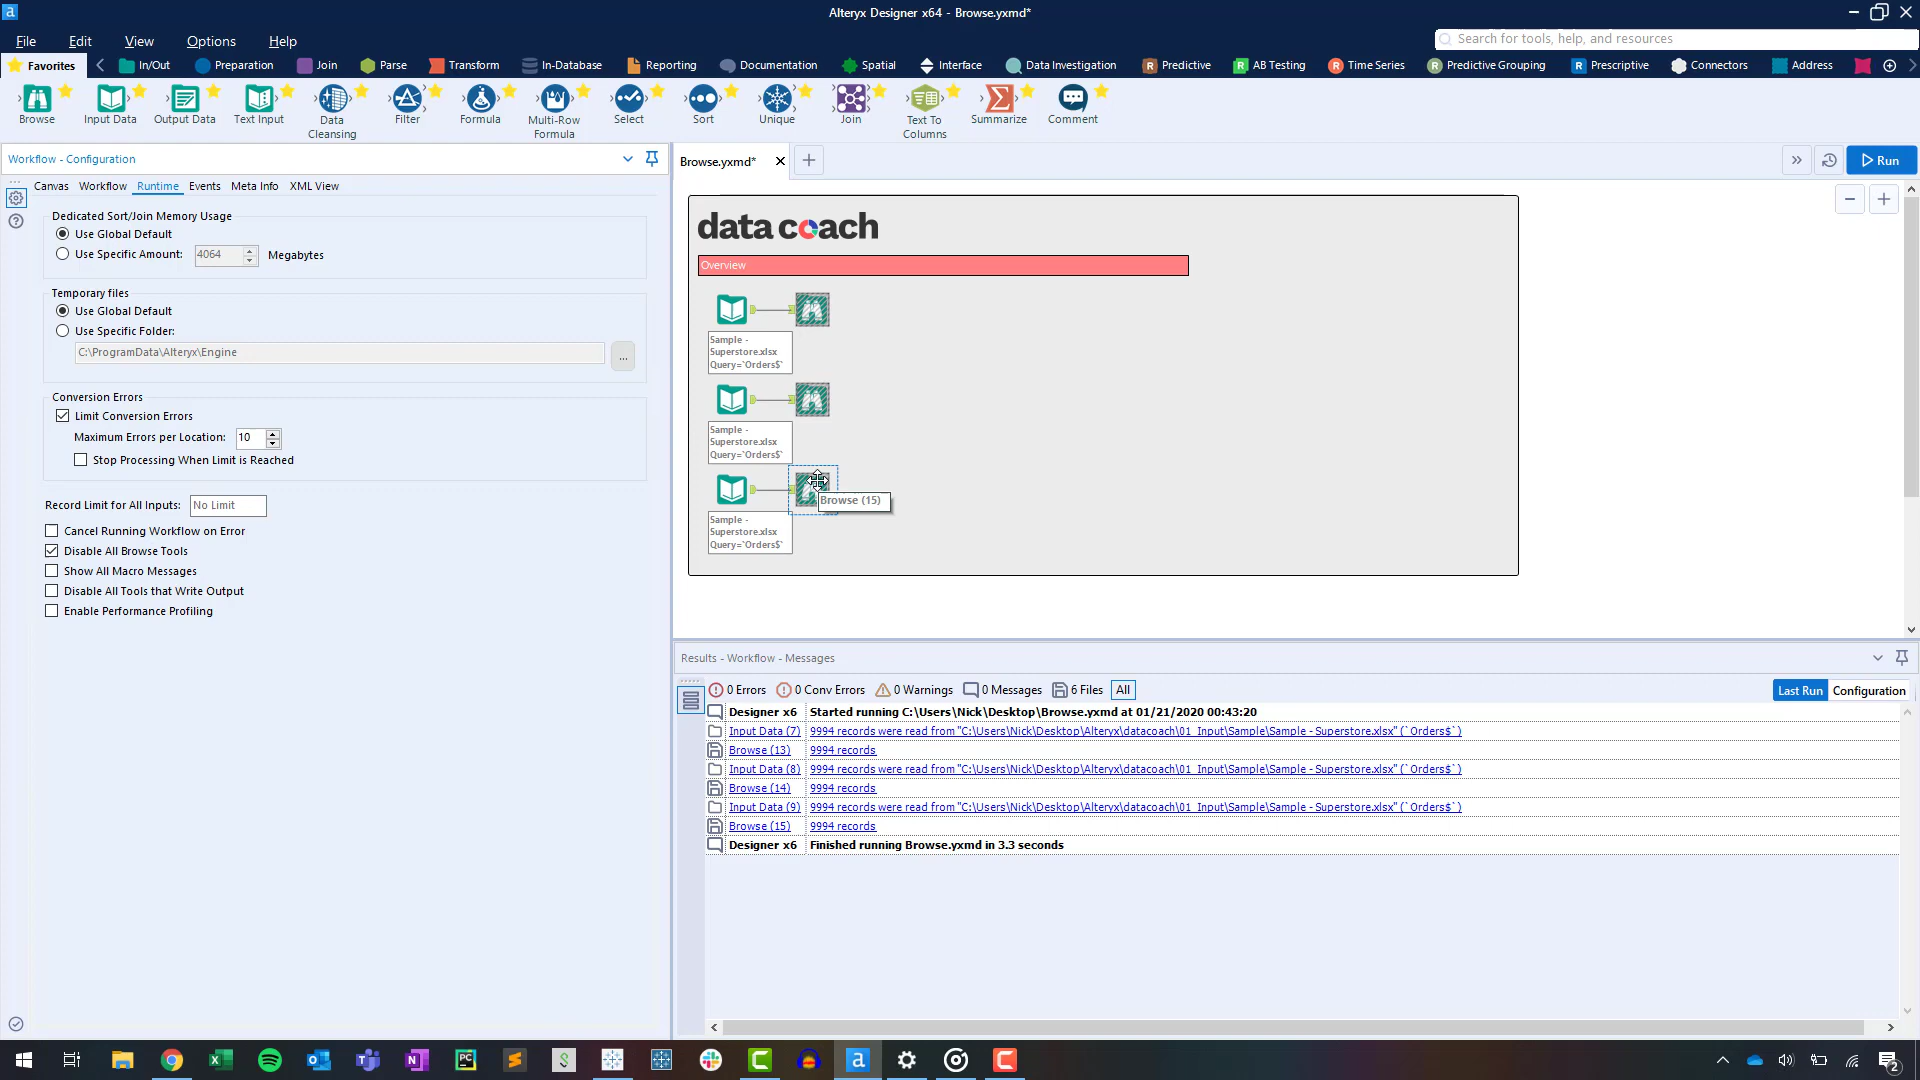 Alteryx Designer x64 - Browse.yxmd*
File Edit View Options Help
Search for tools, help, and resources
Favorites In/Out Preparation Join Parse Transform In-Database Reporting Documentation Spatial Interface Data Investigation Predictive AB Testing Time Series Predictive Grouping Prescriptive Connectors Address
Browse Input Data Output Data Text Input Data Cleansing Filter Formula Multi-Row Formula Select Sort Unique Join Text To Columns Summarize Comment
Workflow - Configuration
Browse.yxmd*
Run
Canvas Workflow Runtime Events Meta Info XML View
Dedicated Sort/Join Memory Usage
Use Global Default
Use Specific Amount: 4064 Megabytes
Temporary files
Use Global Default
Use Specific Folder:
C:\ProgramData\Alteryx\Engine
...
Conversion Errors
Limit Conversion Errors
Maximum Errors per Location: 10
Stop Processing When Limit is Reached
Record Limit for All Inputs: No Limit
Cancel Running Workflow on Error
Disable All Browse Tools
Show All Macro Messages
Disable All Tools that Write Output
Enable Performance Profiling
data coach
Overview
Sample -
Superstore.xlsx
Query=`Orders$`
Sample -
Superstore.xlsx
Query=`Orders$`
Browse (15)
Sample -
Superstore.xlsx
Query=`Orders$`
Results - Workflow - Messages
0 Errors 0 Conv Errors 0 Warnings 0 Messages 6 Files All
Last Run Configuration
Designer x6 Started running C:\Users\Nick\Desktop\Browse.yxmd at 01/21/2020 00:43:20
Input Data (7) 9994 records were read from "C:\Users\Nick\Desktop\Alteryx\datacoach\01_Input\Sample\Sample - Superstore.xlsx" (`Orders$`)
Browse (13) 9994 records
Input Data (8) 9994 records were read from "C:\Users\Nick\Desktop\Alteryx\datacoach\01_Input\Sample\Sample - Superstore.xlsx" (`Orders$`)
Browse (14) 9994 records
Input Data (9) 9994 records were read from "C:\Users\Nick\Desktop\Alteryx\datacoach\01_Input\Sample\Sample - Superstore.xlsx" (`Orders$`)
Browse (15) 9994 records
Designer x6 Finished running Browse.yxmd in 3.3 seconds
2